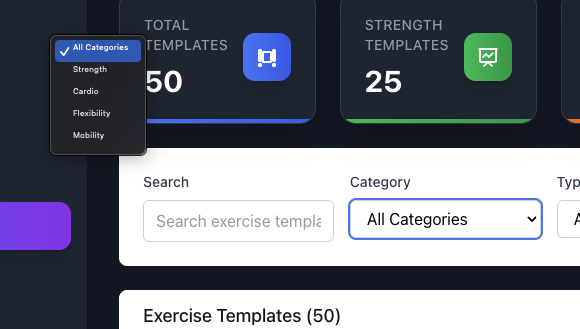 TOTAL
TEMPLATES
50
STRENGTH
TEMPLATES
25
All Categories
Strength
Cardio
Flexibility
Mobility
Search
Search exercise templa
Category
All Categories
Typ
A
Exercise Templates (50)